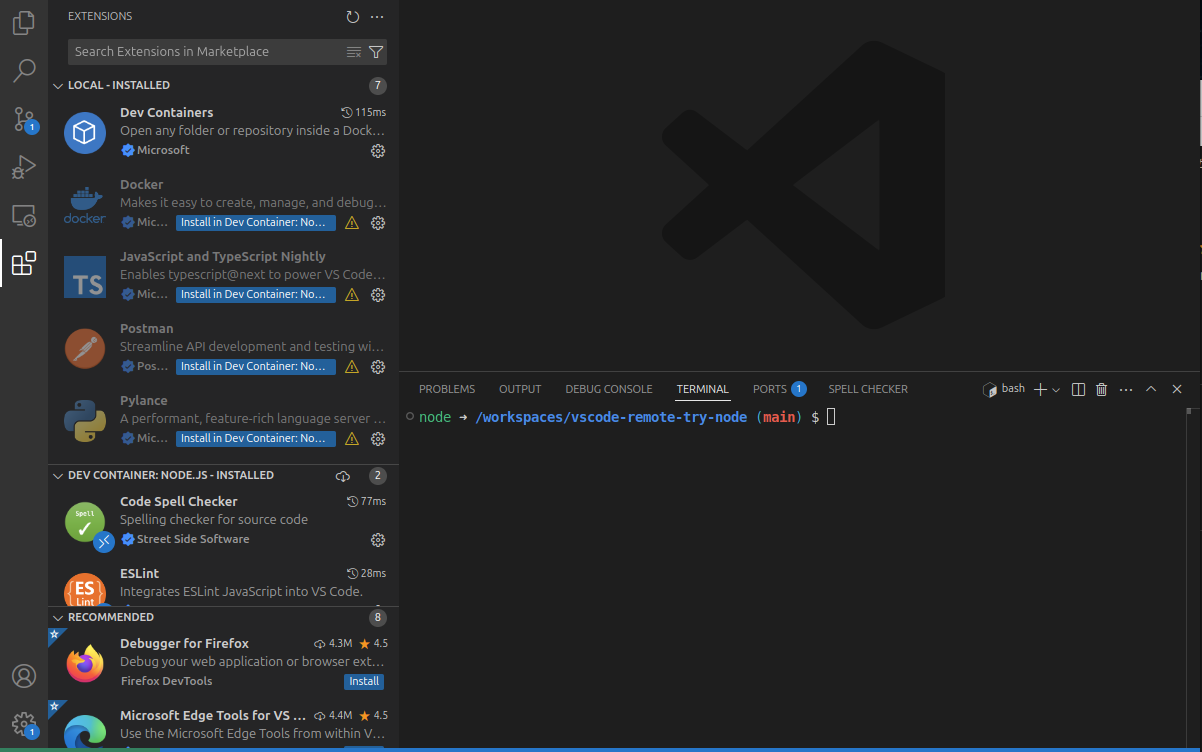 EXTENSIONS
Search Extensions in Marketplace
LOCAL - INSTALLED 7
Dev Containers 115ms
Open any folder or repository inside a Dock...
Microsoft
docker
Docker
Makes it easy to create, manage, and debug...
Mic... Install in Dev Container: No...
TS
JavaScript and TypeScript Nightly
Enables typescript@next to power VS Code...
Mic... Install in Dev Container: No...
Postman
Streamline API development and testing wi...
Pos... Install in Dev Container: No...
Pylance
A performant, feature-rich language server ...
Mic... Install in Dev Container: No...
DEV CONTAINER: NODE.JS - INSTALLED 2
Spell
Code Spell Checker 77ms
Spelling checker for source code
Street Side Software
ES
Lint
ESLint 28ms
Integrates ESLint JavaScript into VS Code.
RECOMMENDED 8
Debugger for Firefox 4.3M 4.5
Debug your web application or browser ext...
Firefox DevTools Install
Microsoft Edge Tools for VS ... 4.4M 4.5
Use the Microsoft Edge Tools from within V...
1
1
PROBLEMS OUTPUT DEBUG CONSOLE TERMINAL PORTS 1 SPELL CHECKER bash
node ➜ /workspaces/vscode-remote-try-node (main) $